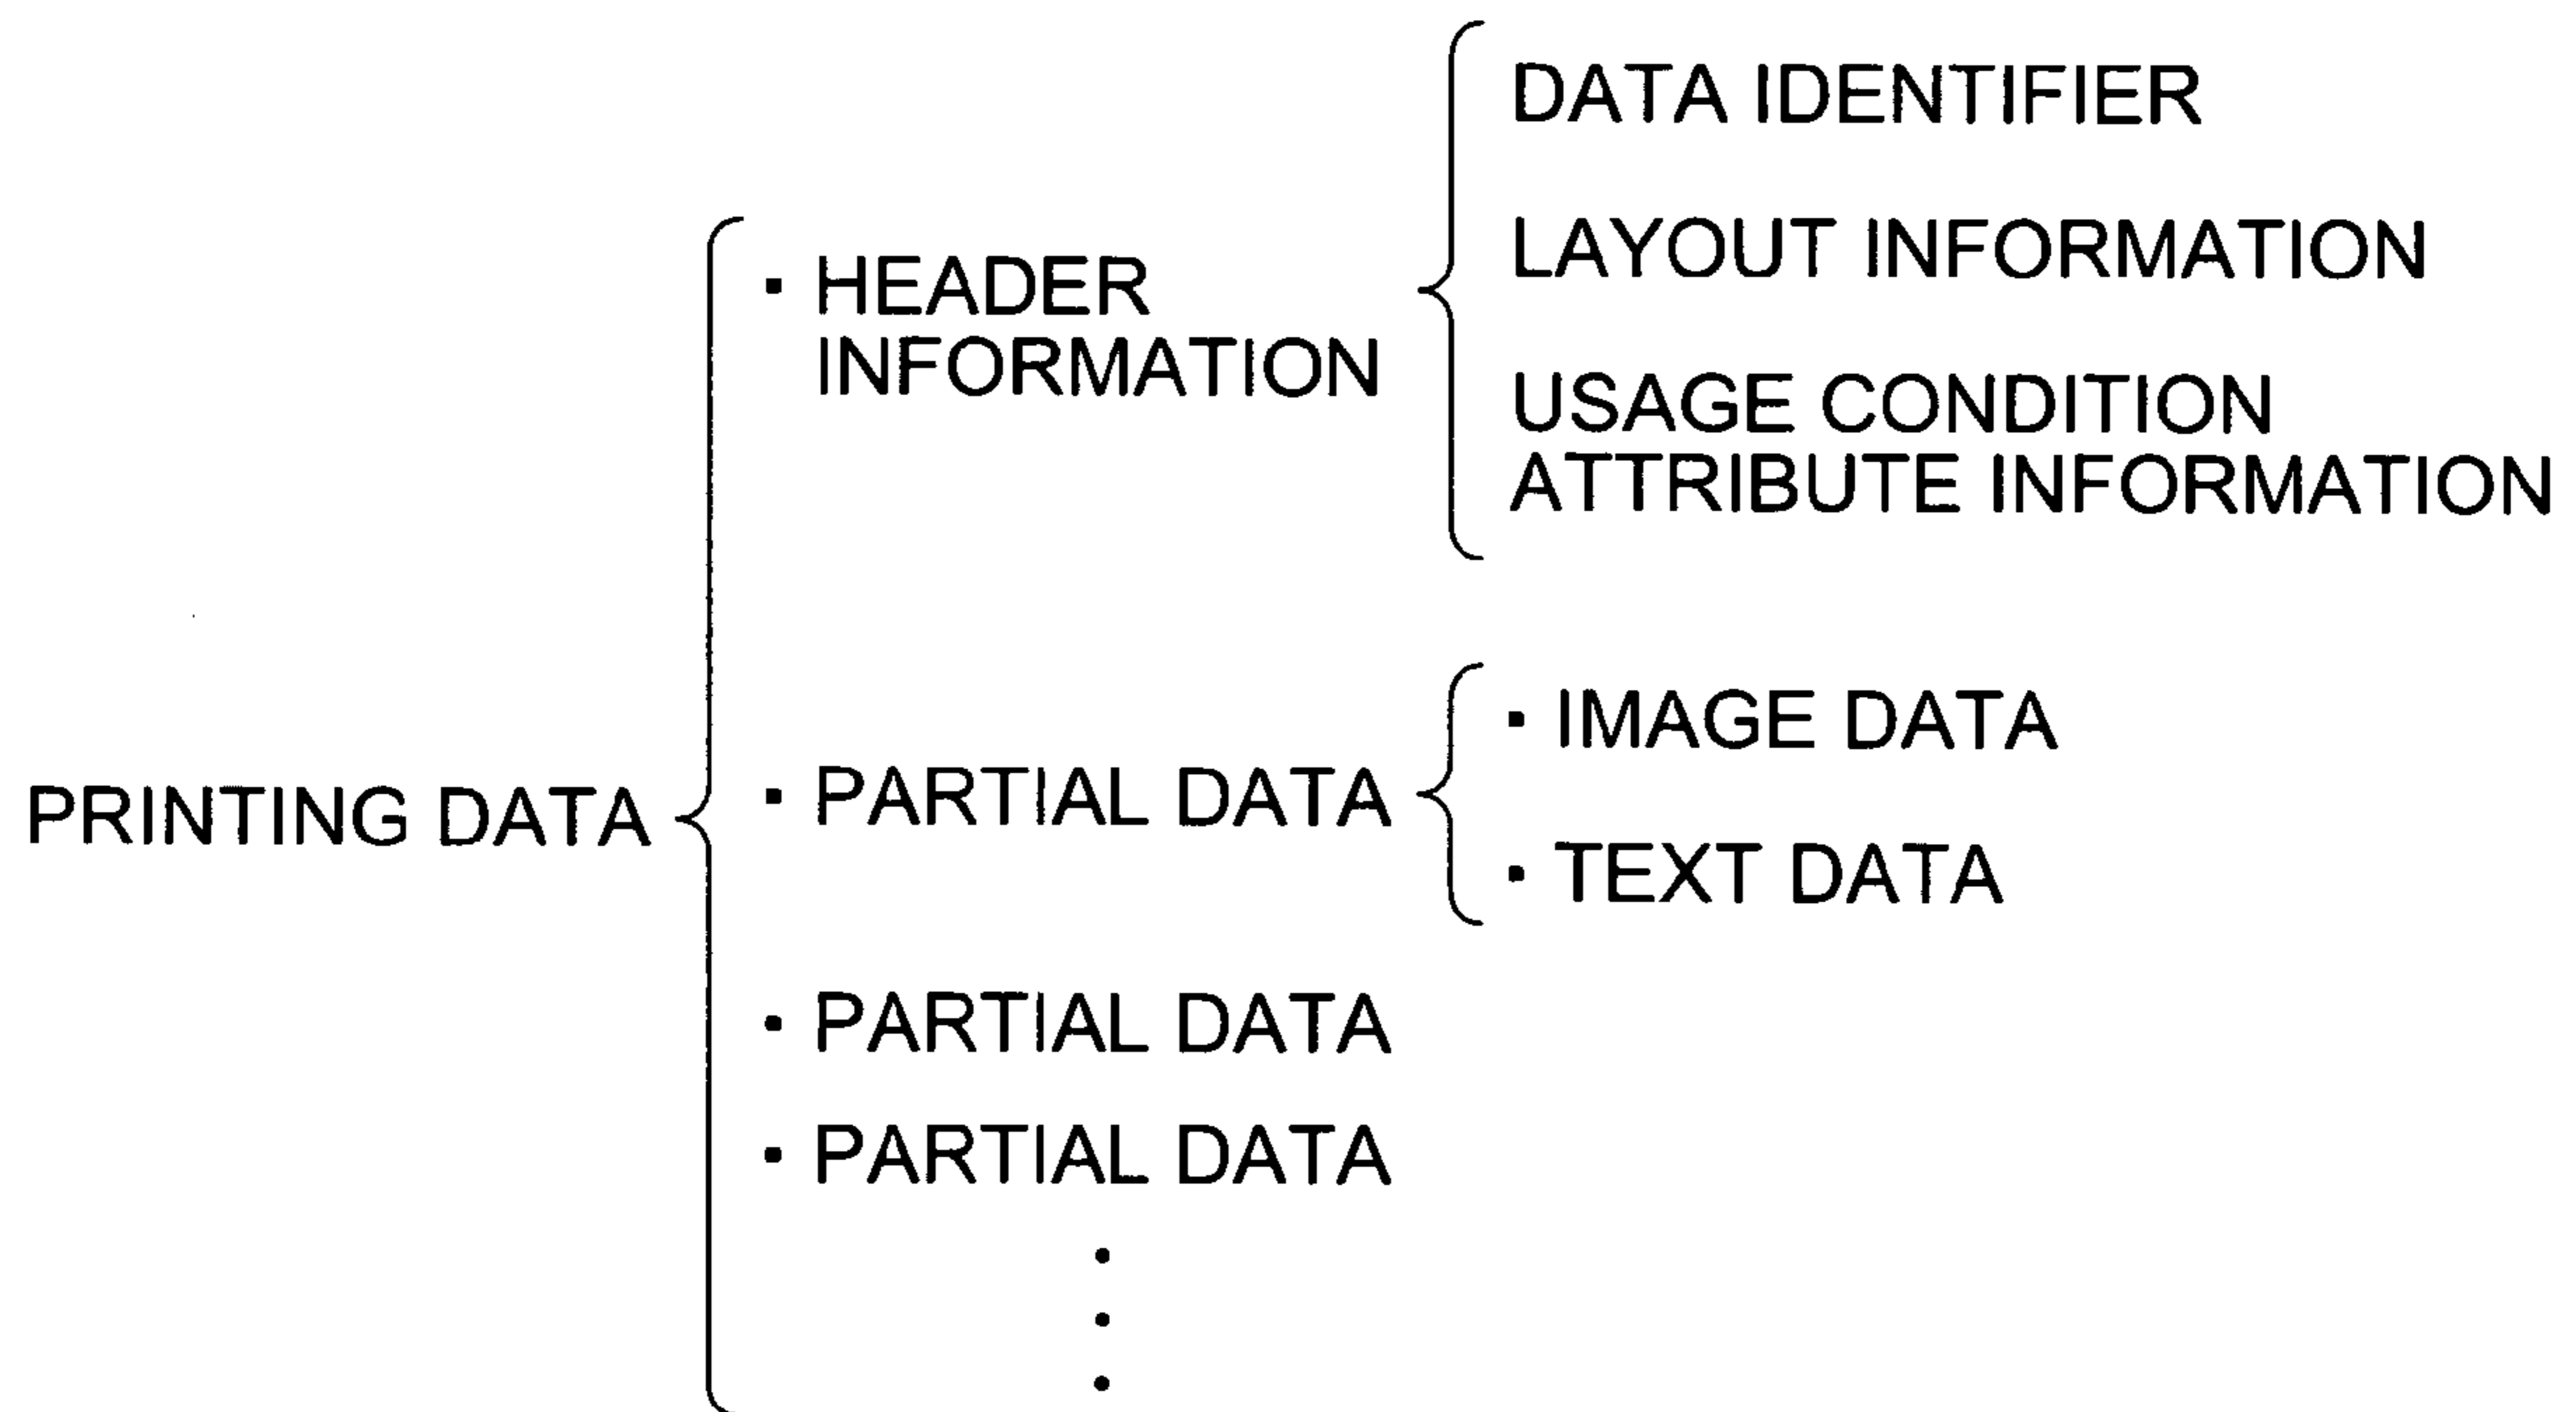 PRINTING DATA
▪ HEADER
INFORMATION
DATA IDENTIFIER
LAYOUT INFORMATION
USAGE CONDITION
ATTRIBUTE INFORMATION
▪ PARTIAL DATA
▪ IMAGE DATA
▪ TEXT DATA
▪ PARTIAL DATA
▪ PARTIAL DATA